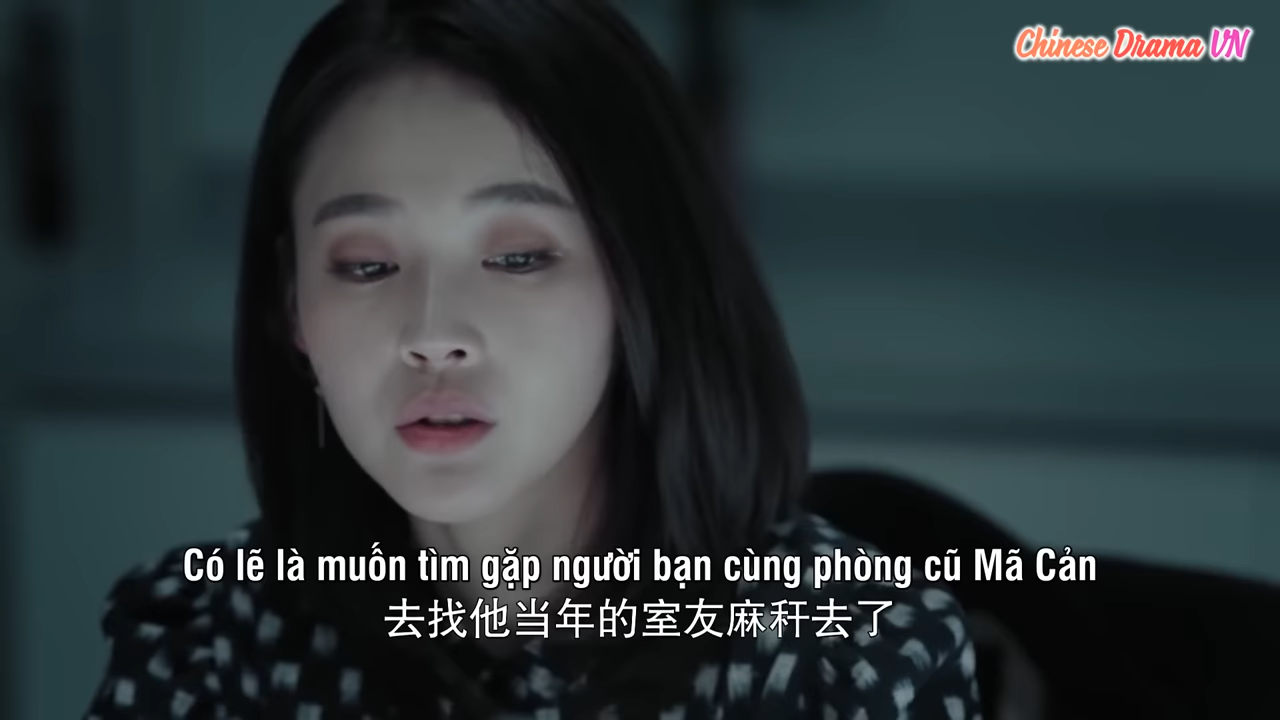 Chinese Drama VN
Có lẽ là muốn tìm gặp người bạn cùng phòng cũ Mã Cản
去找他当年的室友麻秆去了